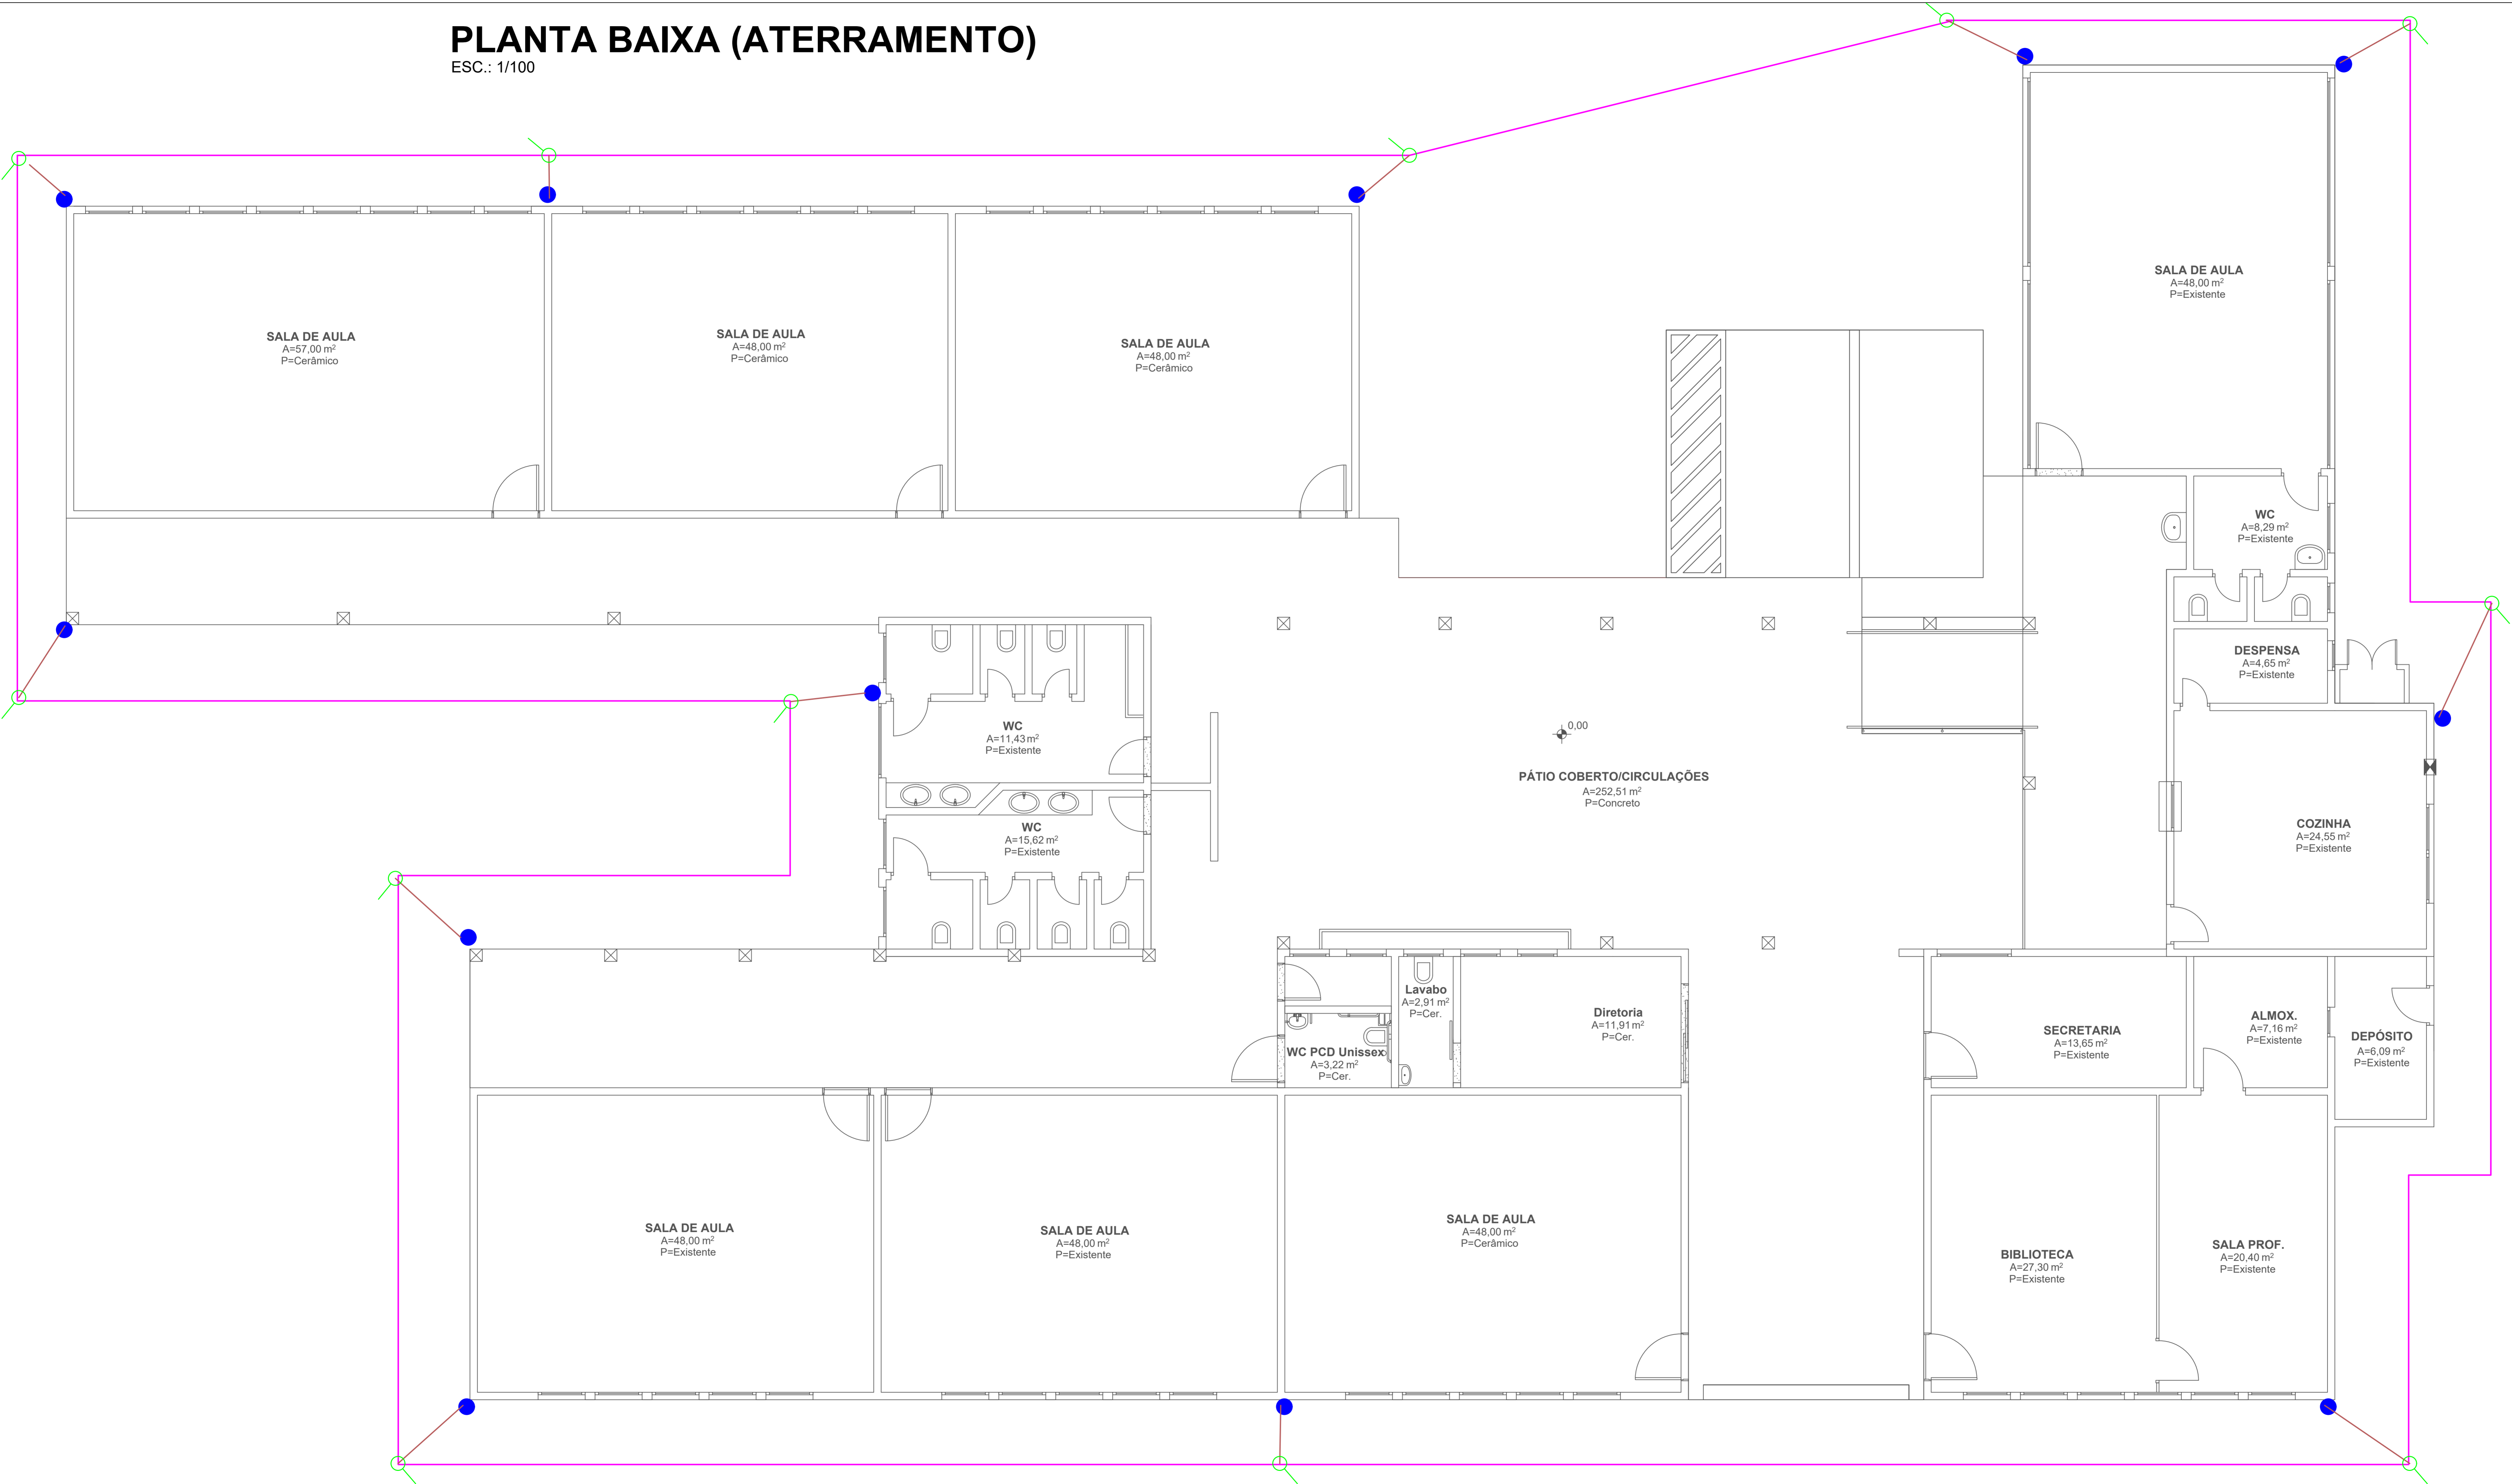 PLANTA BAIXA (ATERRAMENTO)
ESC.: 1/100
SALA DE AULA
A=48,00 m²
P=Existente
SALA DE AULA
A=57,00 m²
P=Cerâmico
SALA DE AULA
A=48,00 m²
P=Cerâmico
SALA DE AULA
A=48,00 m²
P=Cerâmico
WC
A=8,29 m²
P=Existente
DESPENSA
A=4,65 m²
P=Existente
WC
A=11,43 m²
P=Existente
0,00
PÁTIO COBERTO/CIRCULAÇÕES
A=252,51 m²
P=Concreto
WC
A=15,62 m²
P=Existente
COZINHA
A=24,55 m²
P=Existente
Lavabo
A=2,91 m²
P=Cer.
Diretoria
A=11,91 m²
P=Cer.
WC PCD Unissex
A=3,22 m²
P=Cer.
SECRETARIA
A=13,65 m²
P=Existente
ALMOX.
A=7,16 m²
P=Existente
DEPÓSITO
A=6,09 m²
P=Existente
SALA DE AULA
A=48,00 m²
P=Existente
SALA DE AULA
A=48,00 m²
P=Existente
SALA DE AULA
A=48,00 m²
P=Cerâmico
BIBLIOTECA
A=27,30 m²
P=Existente
SALA PROF.
A=20,40 m²
P=Existente